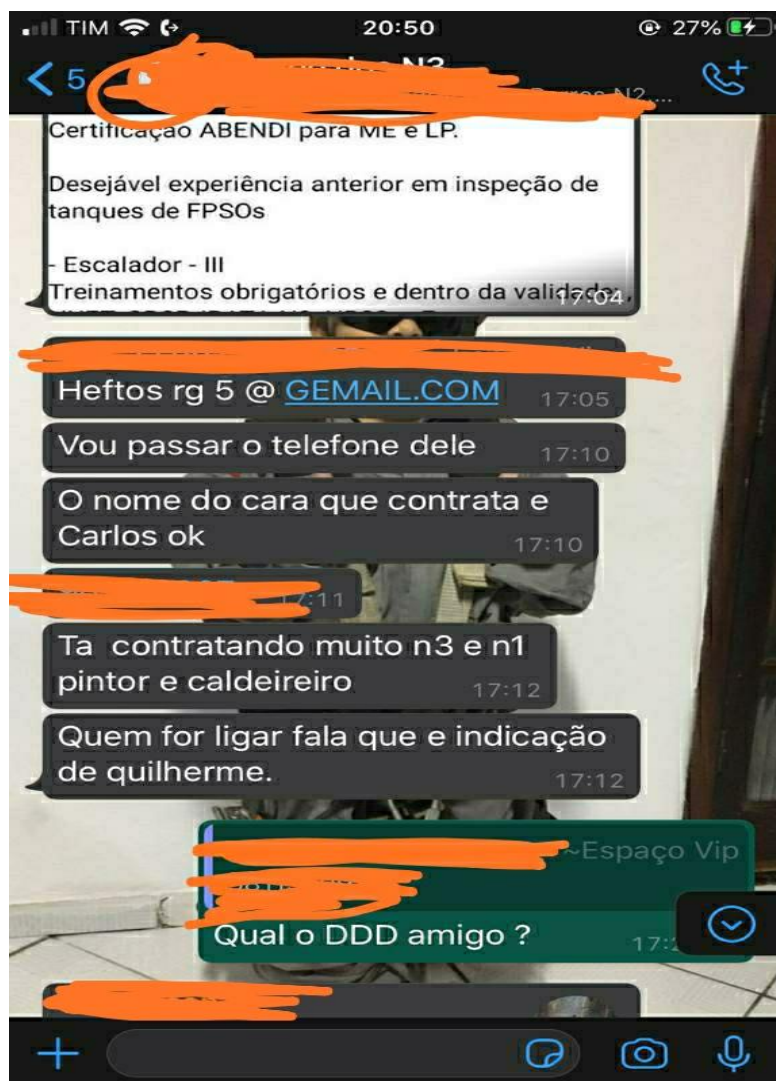 TIM
20:50
27%
5
N3
N2,...
Certificação ABENDI para ME e LP.
Desejável experiência anterior em inspeção de
tanques de FPSOs
- Escalador - III
Treinamentos obrigatórios e dentro da validade:
17:04
Heftos rg 5 @ GEMAIL.COM 17:05
Vou passar o telefone dele 17:10
O nome do cara que contrata e
Carlos ok 17:10
17:11
Ta contratando muito n3 e n1
pintor e caldeireiro 17:12
Quem for ligar fala que e indicação
de quilherme. 17:12
~Espaço Vip
Qual o DDD amigo ?